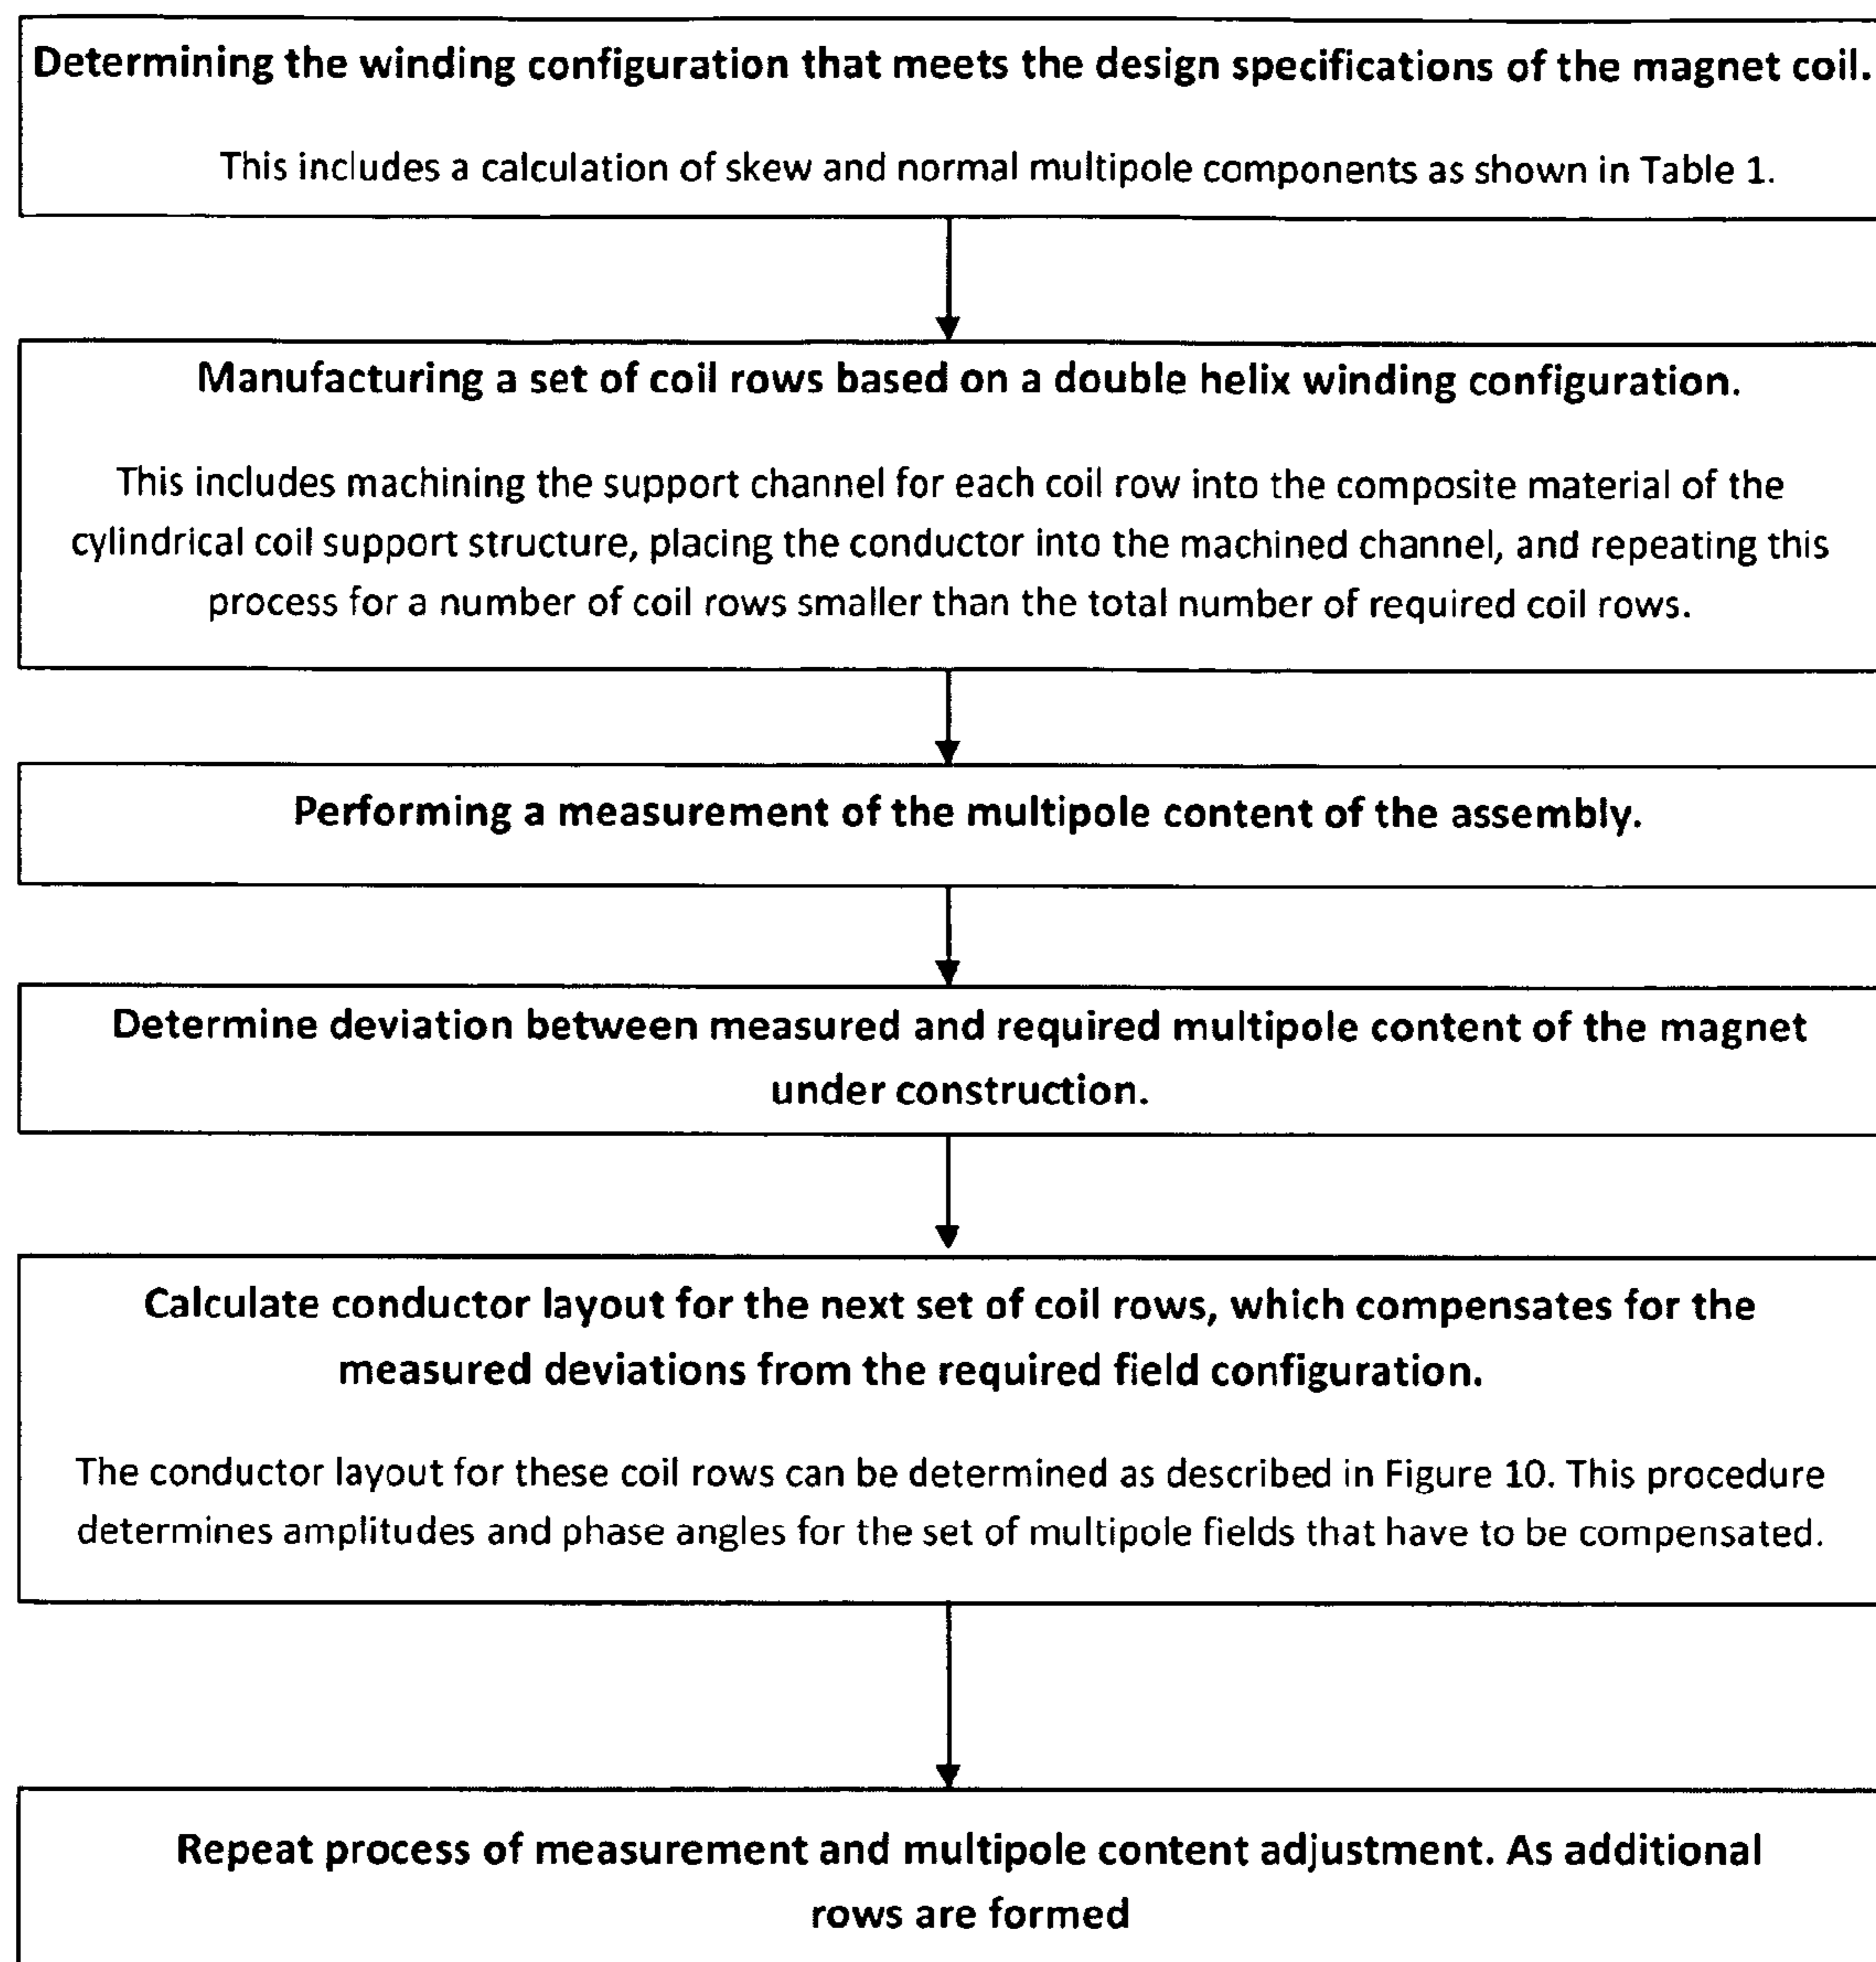 Determining the winding configuration that meets the design specifications of the magnet coil.
This includes a calculation of skew and normal multipole components as shown in Table 1.
Manufacturing a set of coil rows based on a double helix winding configuration.
This includes machining the support channel for each coil row into the composite material of the
cylindrical coil support structure, placing the conductor into the machined channel, and repeating this
process for a number of coil rows smaller than the total number of required coil rows.
Performing a measurement of the multipole content of the assembly.
Determine deviation between measured and required multipole content of the magnet
under construction.
Calculate conductor layout for the next set of coil rows, which compensates for the
measured deviations from the required field configuration.
The conductor layout for these coil rows can be determined as described in Figure 10. This procedure
determines amplitudes and phase angles for the set of multipole fields that have to be compensated.
Repeat process of measurement and multipole content adjustment. As additional
rows are formed